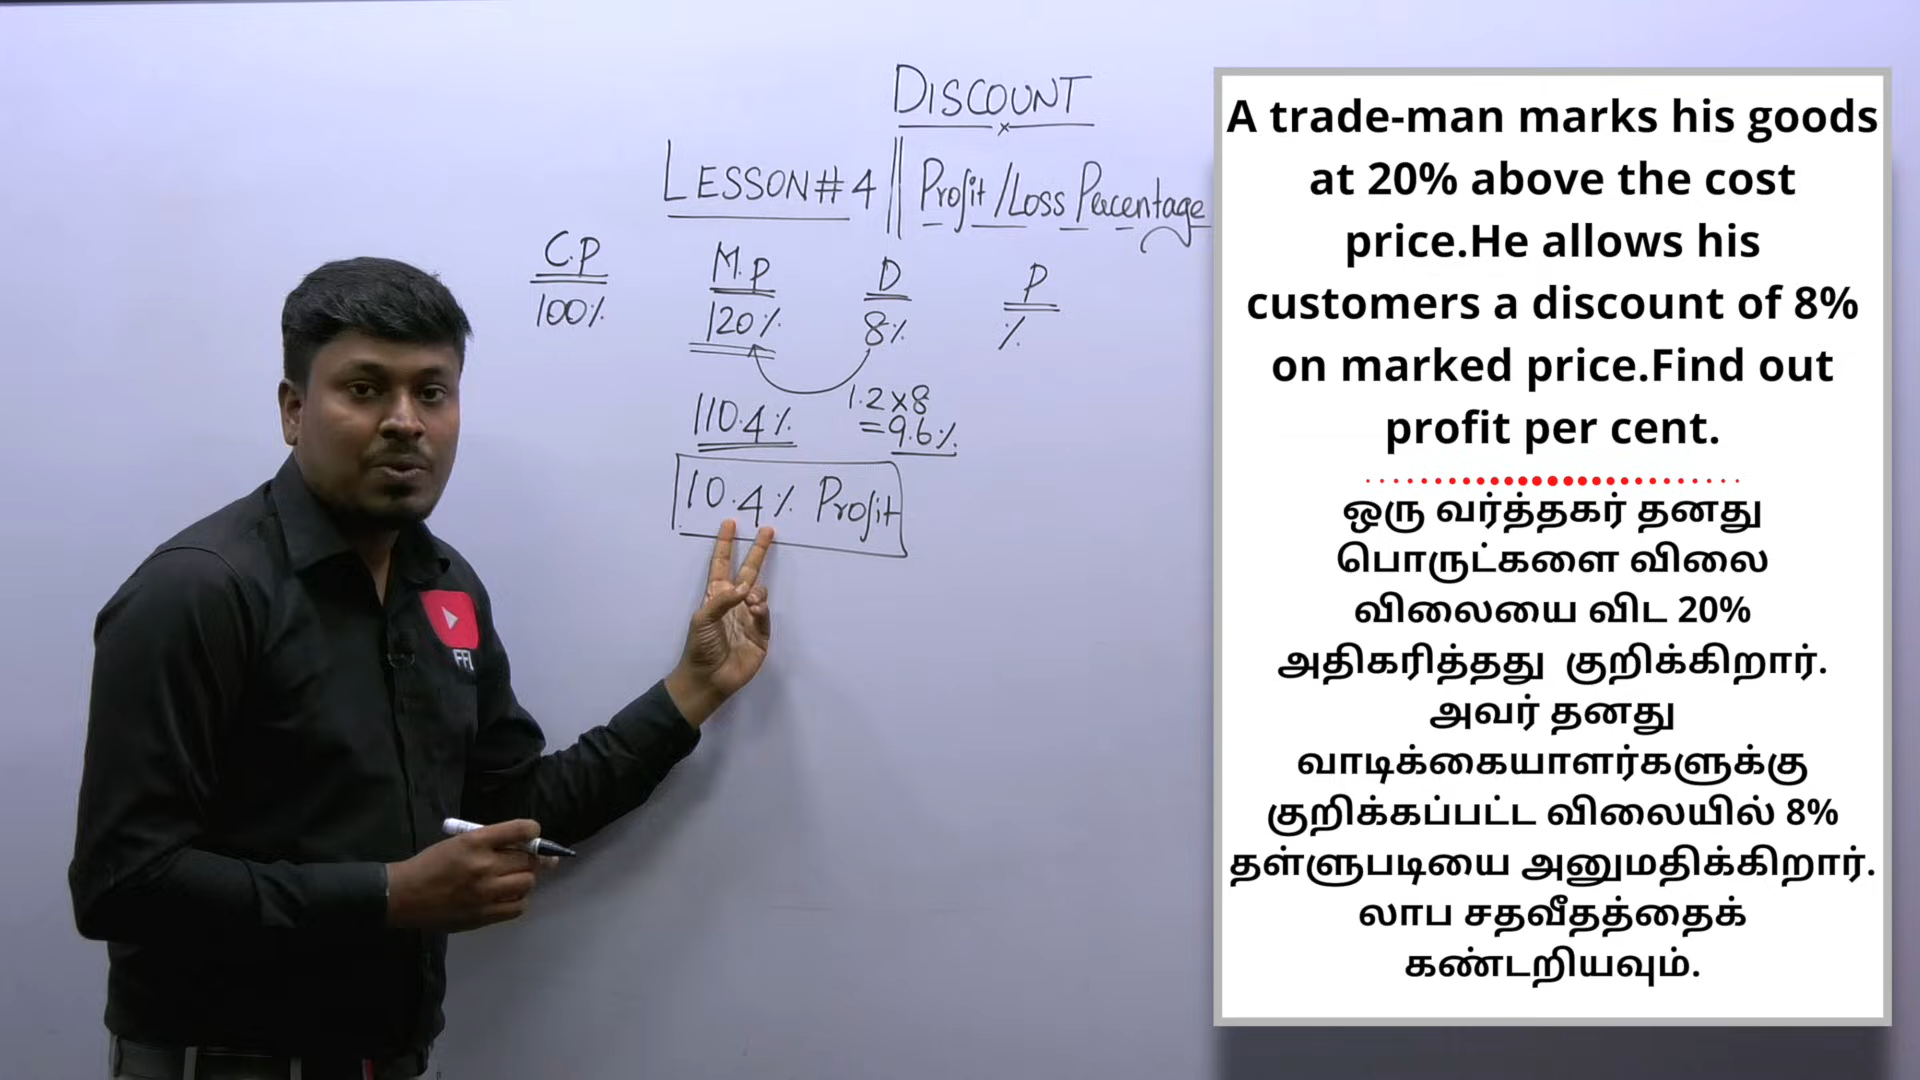 DISCOUNT
LESSON#4 || Profit/Loss Percentage
C.P M.P D P
100% 120% 8% %
110.4% 1.2x8
=9.6%
10.4% Profit
FFJ
A trade-man marks his goods
at 20% above the cost
price.He allows his
customers a discount of 8%
on marked price.Find out
profit per cent.
ஒரு வர்த்தகர் தனது
பொருட்களை விலை
விலையை விட 20%
அதிகரித்தது குறிக்கிறார்.
அவர் தனது
வாடிக்கையாளர்களுக்கு
குறிக்கப்பட்ட விலையில் 8%
தள்ளுபடியை அனுமதிக்கிறார்.
லாப சதவீதத்தைக்
கண்டறியவும்.